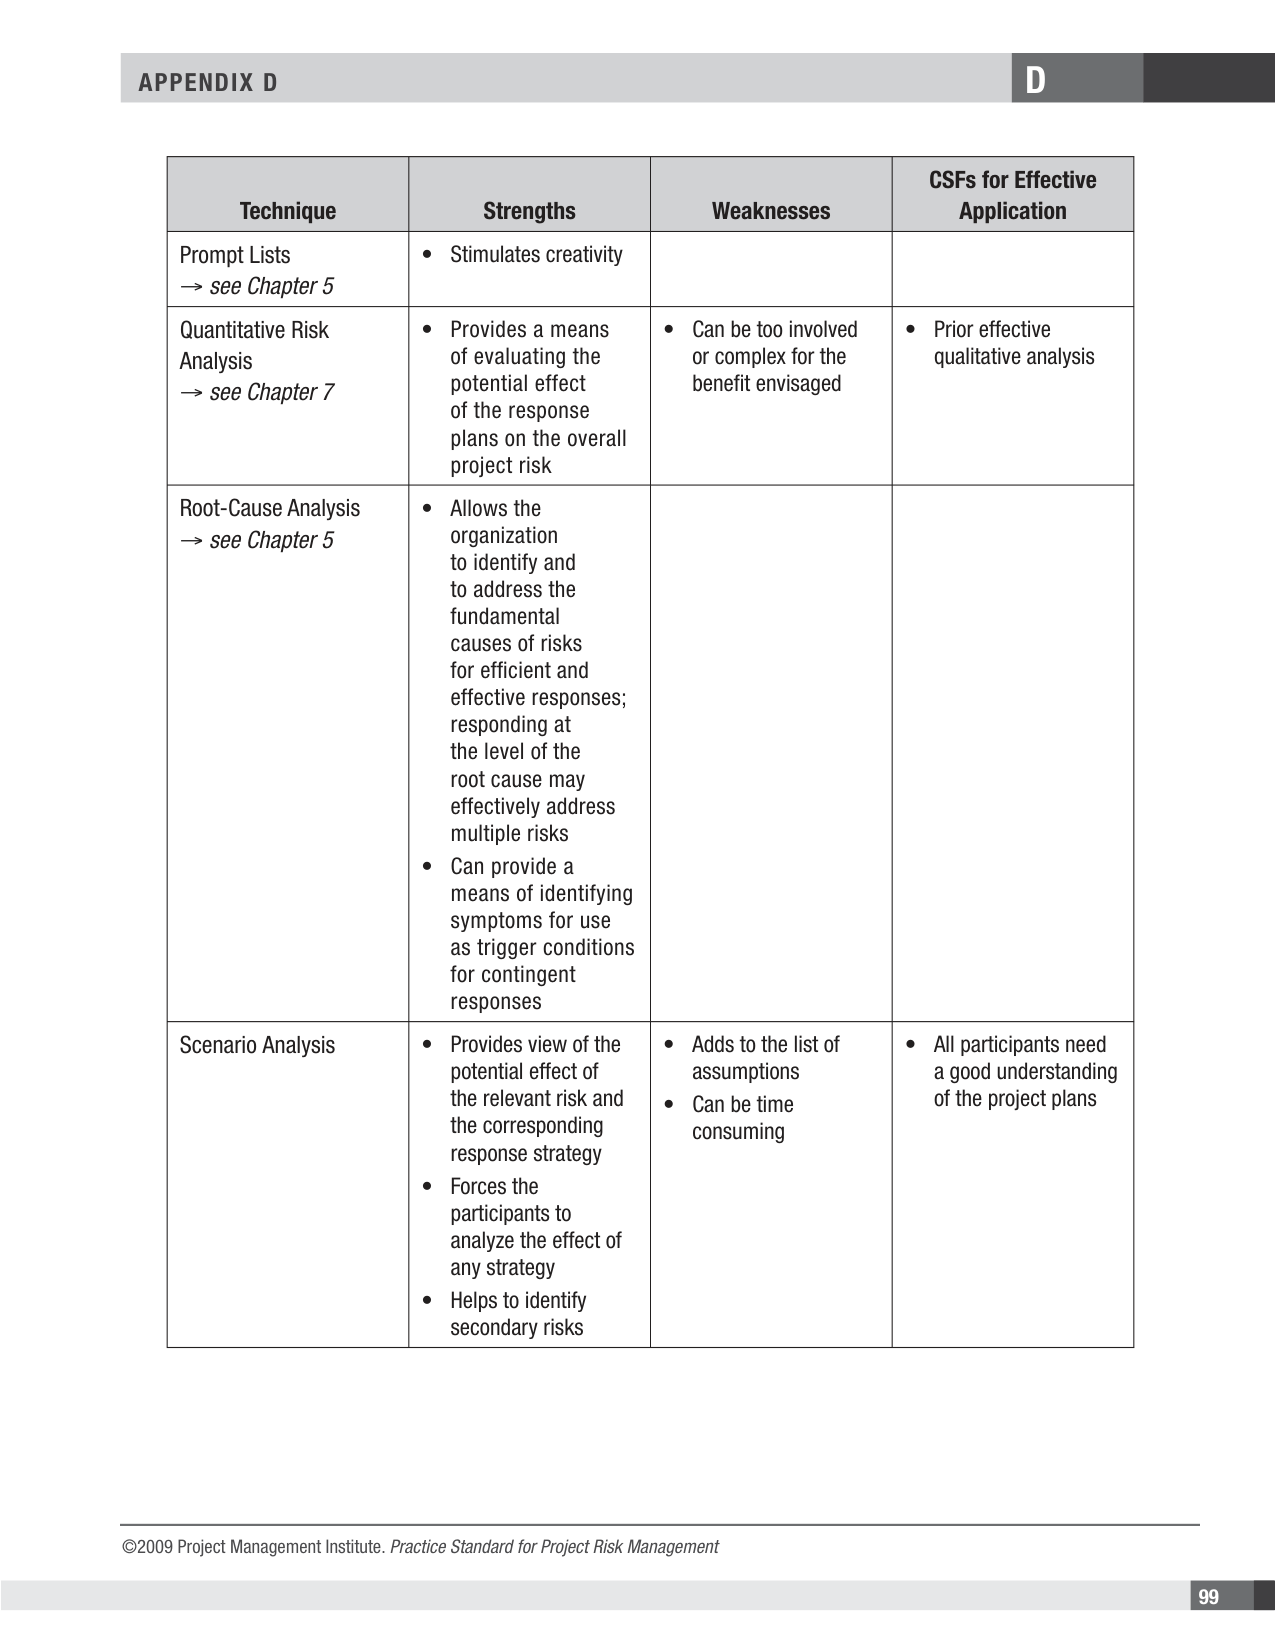 APPENDIX D
D
Technique
Strengths
Weaknesses
CSFs for Effective
Application
Prompt Lists
→ see Chapter 5
• Stimulates creativity
Quantitative Risk
Analysis
→ see Chapter 7
• Provides a means
of evaluating the
potential effect
of the response
plans on the overall
project risk
• Can be too involved
or complex for the
benefit envisaged
• Prior effective
qualitative analysis
Root-Cause Analysis
→ see Chapter 5
• Allows the
organization
to identify and
to address the
fundamental
causes of risks
for efficient and
effective responses;
responding at
the level of the
root cause may
effectively address
multiple risks
• Can provide a
means of identifying
symptoms for use
as trigger conditions
for contingent
responses
Scenario Analysis
• Provides view of the
potential effect of
the relevant risk and
the corresponding
response strategy
• Forces the
participants to
analyze the effect of
any strategy
• Helps to identify
secondary risks
• Adds to the list of
assumptions
• Can be time
consuming
• All participants need
a good understanding
of the project plans
©2009 Project Management Institute. Practice Standard for Project Risk Management
99